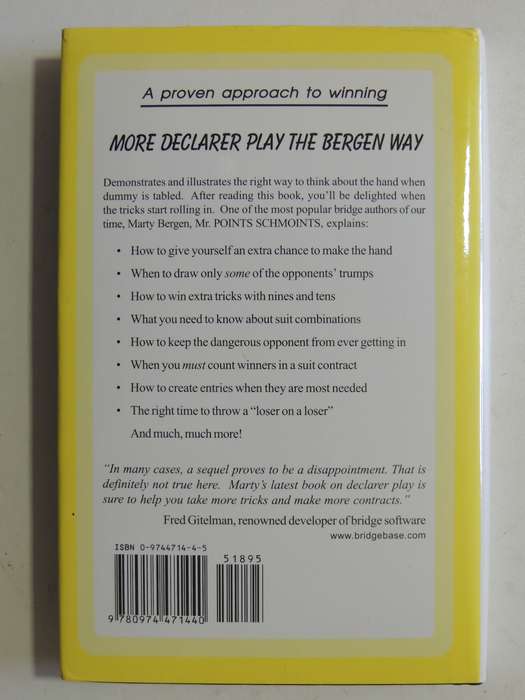 A proven approach to winning
MORE DECLARER PLAY THE BERGEN WAY
Demonstrates and illustrates the right way to think about the hand when
dummy is tabled. After reading this book, you'll be delighted when
the tricks start rolling in. One of the most popular bridge authors of our
time, Marty Bergen, Mr. POINTS SCHMOINTS, explains:
• How to give yourself an extra chance to make the hand
• When to draw only some of the opponents' trumps
• How to win extra tricks with nines and tens
• What you need to know about suit combinations
• How to keep the dangerous opponent from ever getting in
• When you must count winners in a suit contract
• How to create entries when they are most needed
• The right time to throw a "loser on a loser"
And much, much more!
"In many cases, a sequel proves to be a disappointment. That is
definitely not true here. Marty's latest book on declarer play is
sure to help you take more tricks and make more contracts."
Fred Gitelman, renowned developer of bridge software
www.bridgebase.com
ISBN 0-9744714-4-5
51895
9 780974 471440